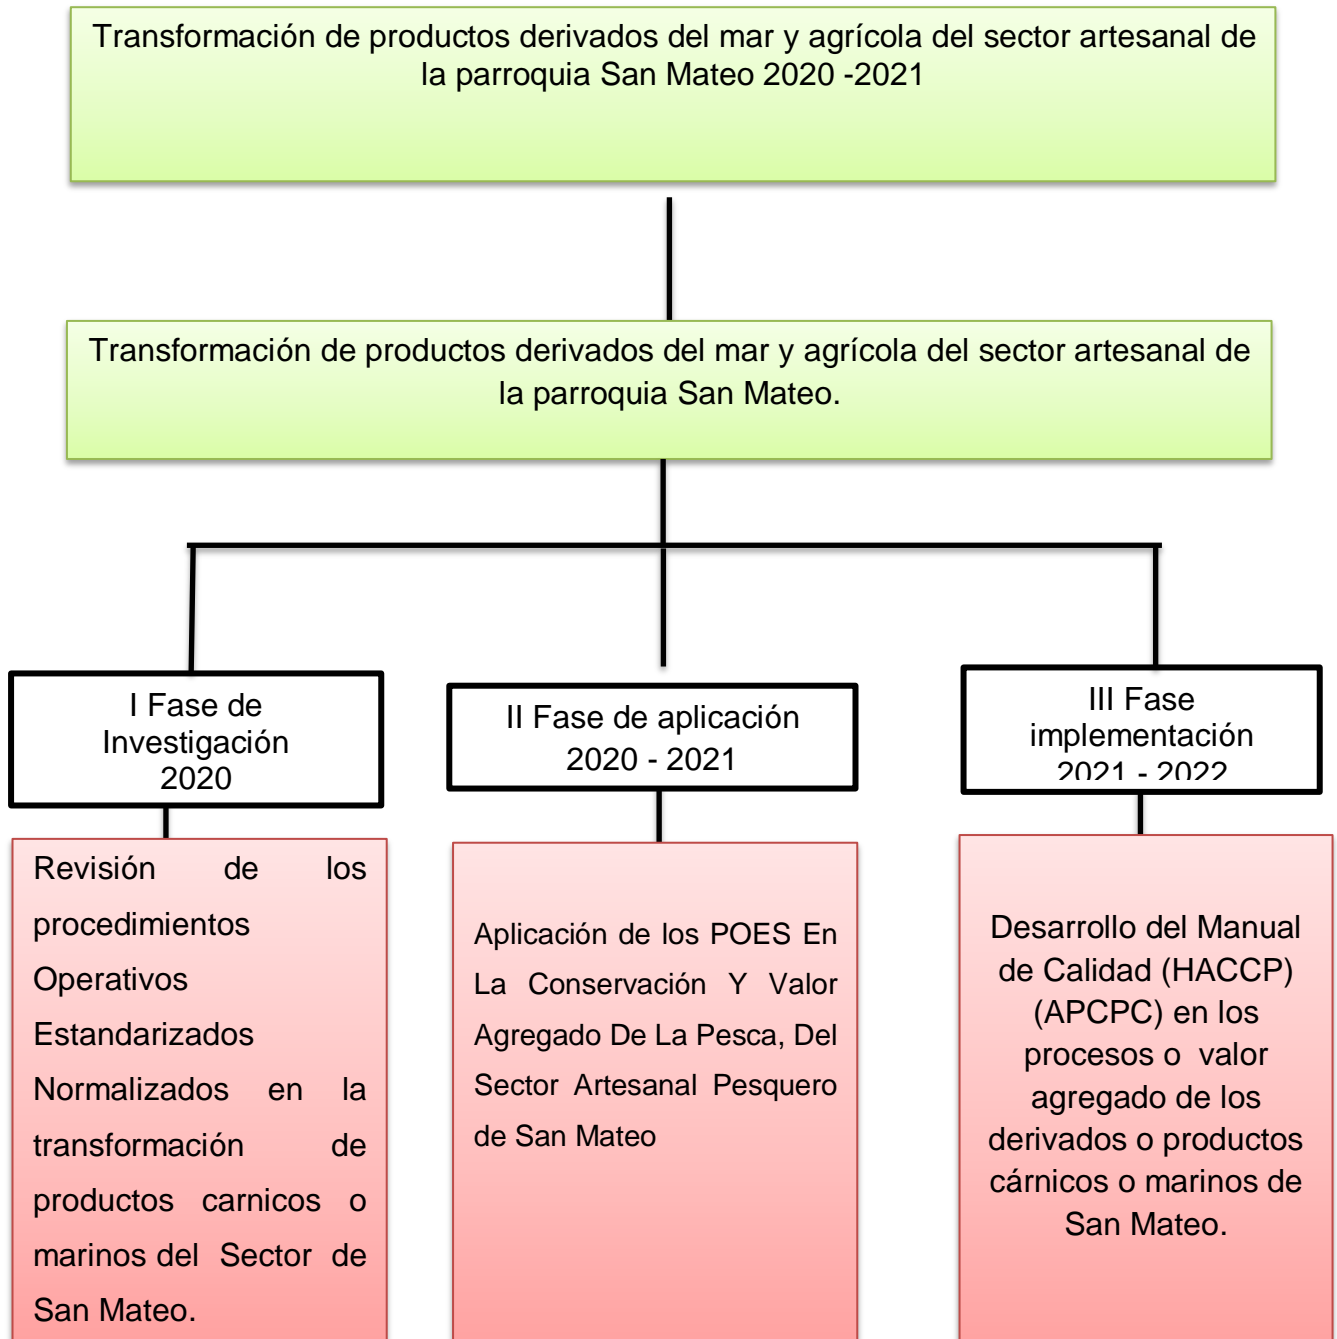 Transformación de productos derivados del mar y agrícola del sector artesanal de
la parroquia San Mateo 2020 -2021
Transformación de productos derivados del mar y agrícola del sector artesanal de
la parroquia San Mateo.
I Fase de
Investigación
2020
II Fase de aplicación
2020 - 2021
III Fase
implementación
2021 - 2022
Revisión de los
procedimientos
Operativos
Estandarizados
Normalizados en la
transformación de
productos carnicos o
marinos del Sector de
San Mateo.
Aplicación de los POES En
La Conservación Y Valor
Agregado De La Pesca, Del
Sector Artesanal Pesquero
de San Mateo
Desarrollo del Manual
de Calidad (HACCP)
(APCPC) en los
procesos o valor
agregado de los
derivados o productos
cárnicos o marinos de
San Mateo.